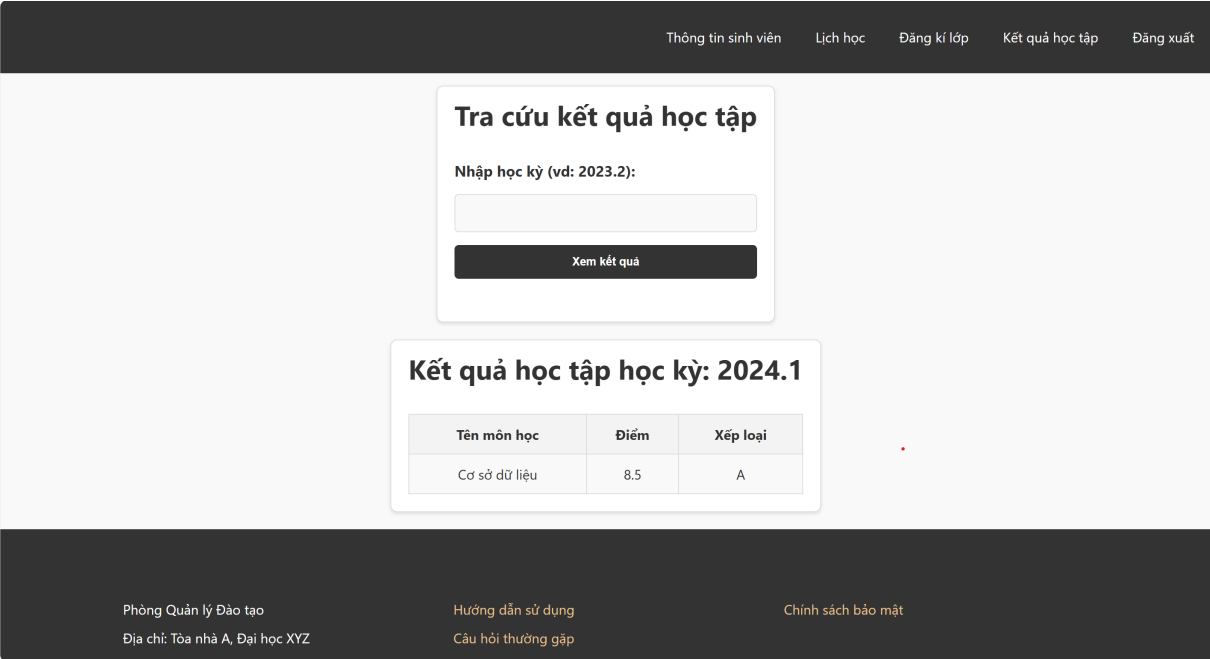 Thông tin sinh viên Lịch học Đăng kí lớp Kết quả học tập Đăng xuất
Tra cứu kết quả học tập
Nhập học kỳ (vd: 2023.2):
Xem kết quả
Kết quả học tập học kỳ: 2024.1
Tên môn học Điểm Xếp loại
Cơ sở dữ liệu 8.5 A
Phòng Quản lý Đào tạo Hướng dẫn sử dụng Chính sách bảo mật
Địa chỉ: Tòa nhà A, Đại học XYZ Câu hỏi thường gặp